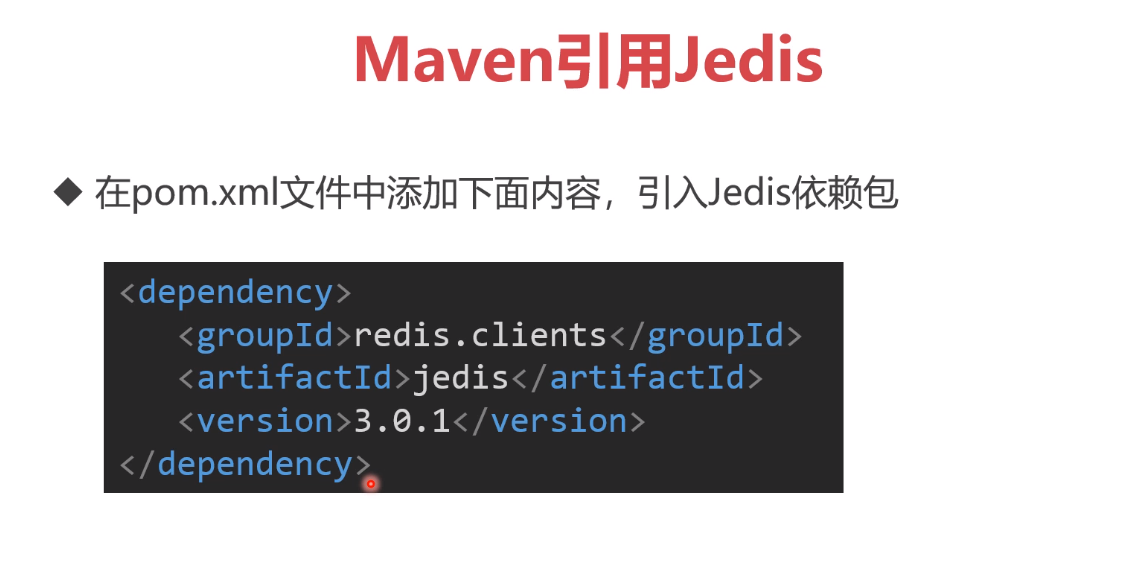 Maven引用Jedis
在pom.xml文件中添加下面内容，引入Jedis依赖包
<dependency>
<groupId>redis.clients</groupId>
<artifactId>jedis</artifactId>
<version>3.0.1</version>
</dependency>